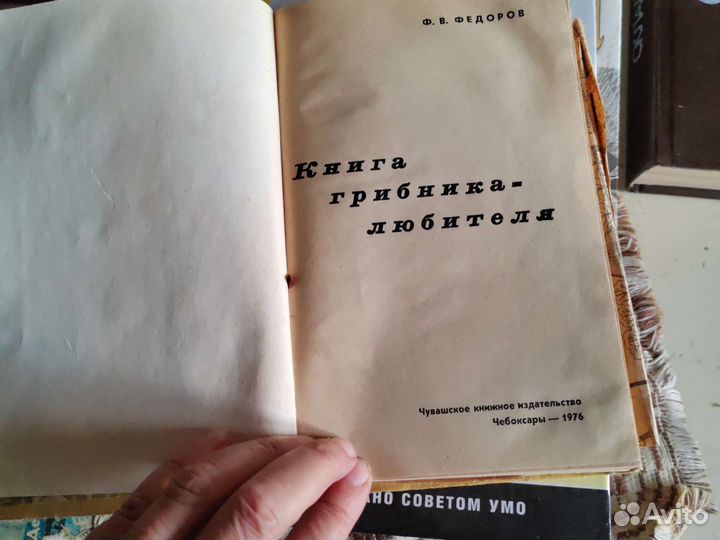 Ф. В. ФЕДОРОВ
Книга
грибника-
любителя
Чувашское книжное издательство
Чебоксары — 1976
НО СОВЕТОМ УМО
Avito